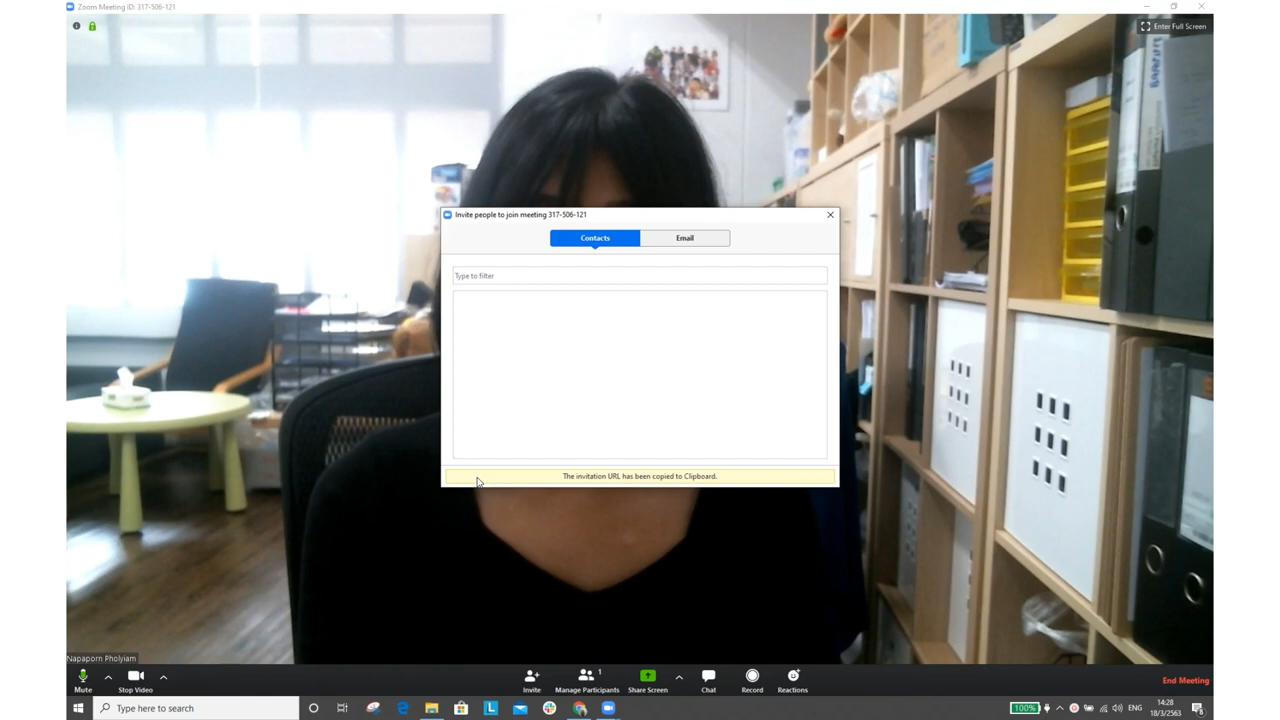 Zoom Meeting ID: 317-506-121
Enter Full Screen
Invite people to join meeting 317-506-121
Contacts
Email
Type to filter
The invitation URL has been copied to Clipboard.
Napaporn Pholyiam
Mute
Stop Video
Invite
1
Manage Participants
Share Screen
Chat
Record
Reactions
End Meeting
Type here to search
100%
ENG
14:28
18/3/2563